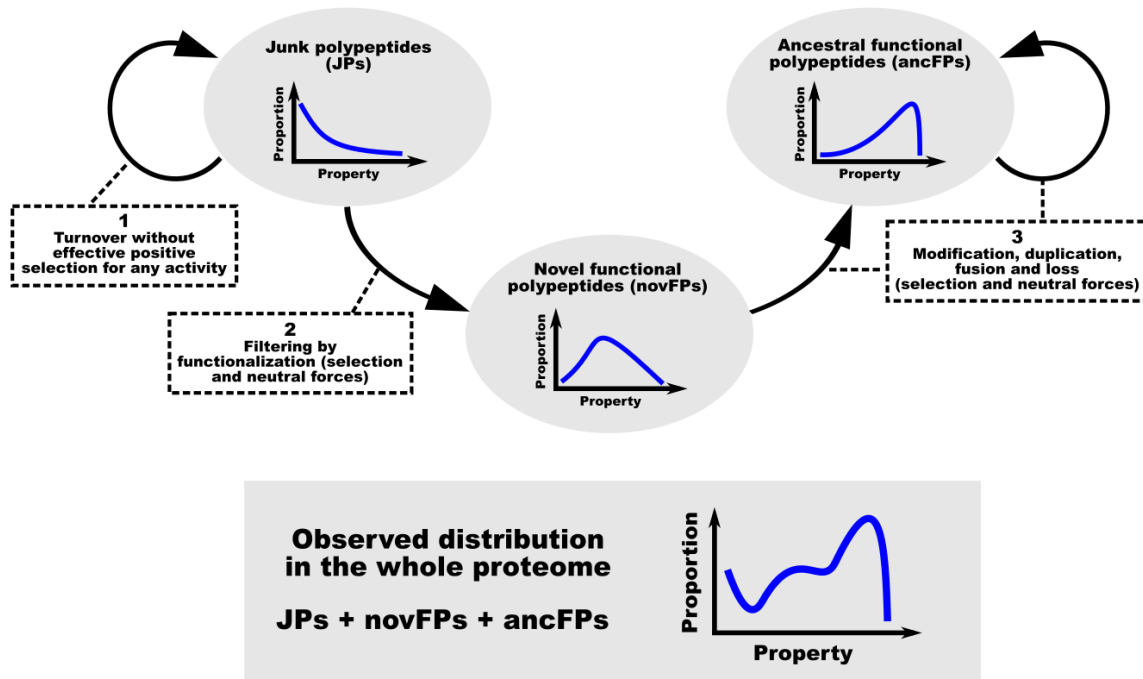 Junk polypeptides
(JPs)
Proportion
Property
Ancestral functional
polypeptides (ancFPs)
Proportion
Property
1
Turnover without
effective positive
selection for any activity
2
Filtering by
functionalization (selection
and neutral forces)
Novel functional
polypeptides (novFPs)
Proportion
Property
3
Modification, duplication,
fusion and loss
(selection and neutral forces)
Observed distribution
in the whole proteome
JPs + novFPs + ancFPs
Proportion
Property